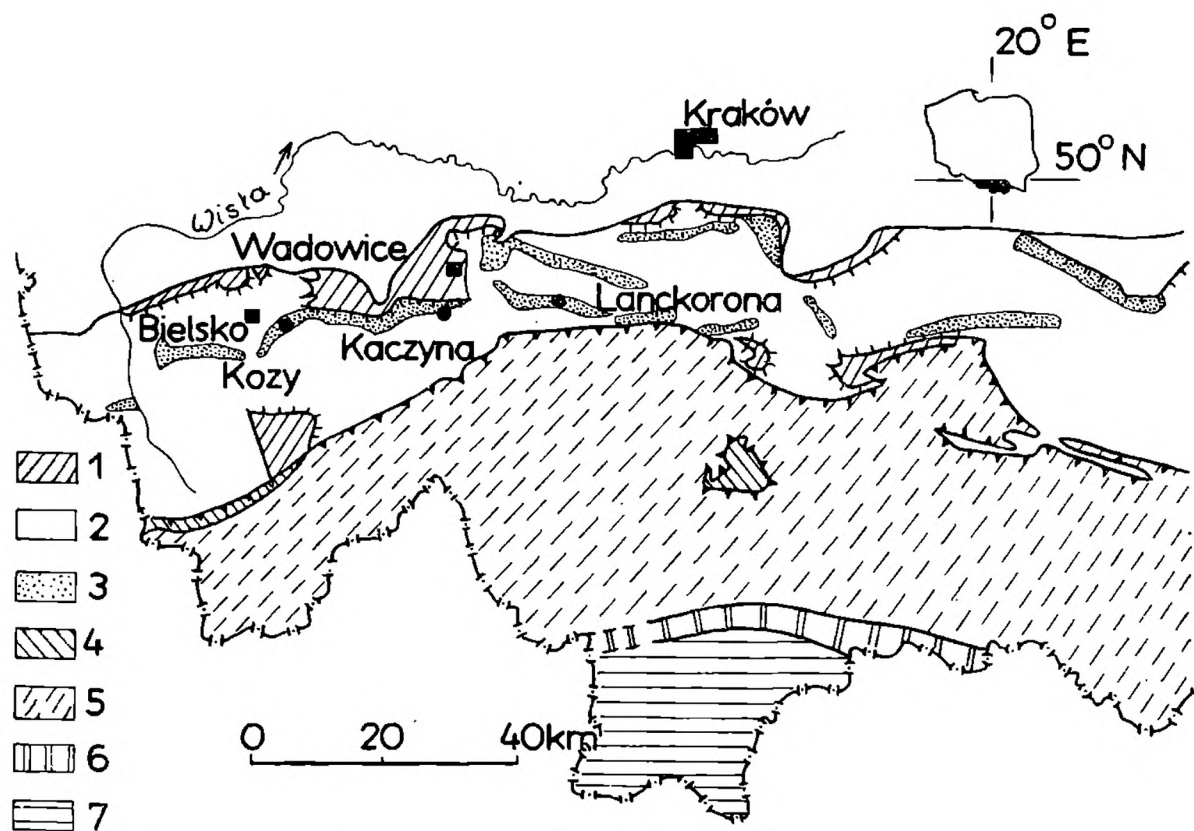 20° E
Kraków
50° N
Wisła
Wadowice
Lanckorona
Bielsko
Kaczyna
Kozy
1
2
3
4
5
6
7
0 20 40km